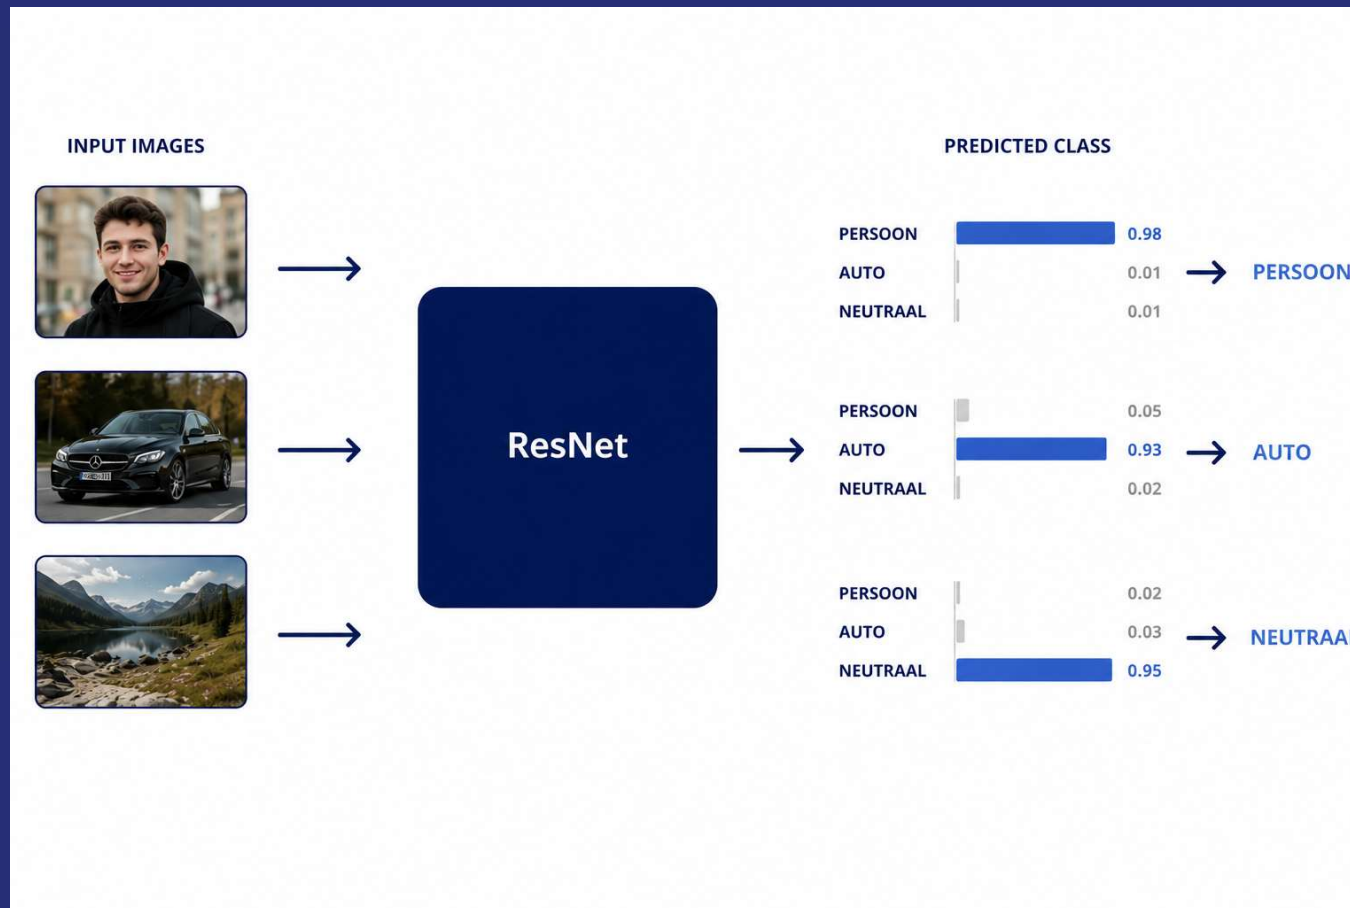 INPUT IMAGES
PREDICTED CLASS
ResNet
PERSOON 0.98
AUTO 0.01
NEUTRAAL 0.01
PERSOON
PERSOON 0.05
AUTO 0.93
NEUTRAAL 0.02
AUTO
PERSOON 0.02
AUTO 0.03
NEUTRAAL 0.95
NEUTRAAL